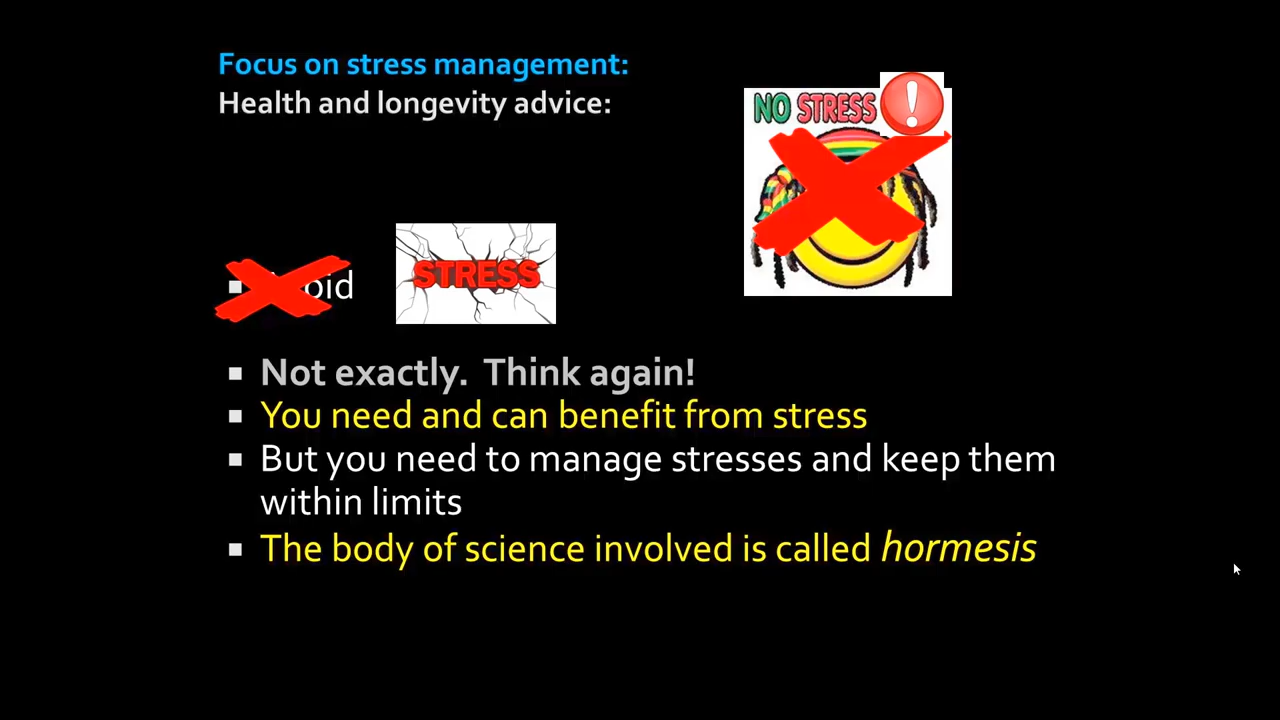 Focus on stress management:
Health and longevity advice:
NO STRESS
STRESS
Not exactly. Think again!
You need and can benefit from stress
But you need to manage stresses and keep them
within limits
The body of science involved is called hormesis